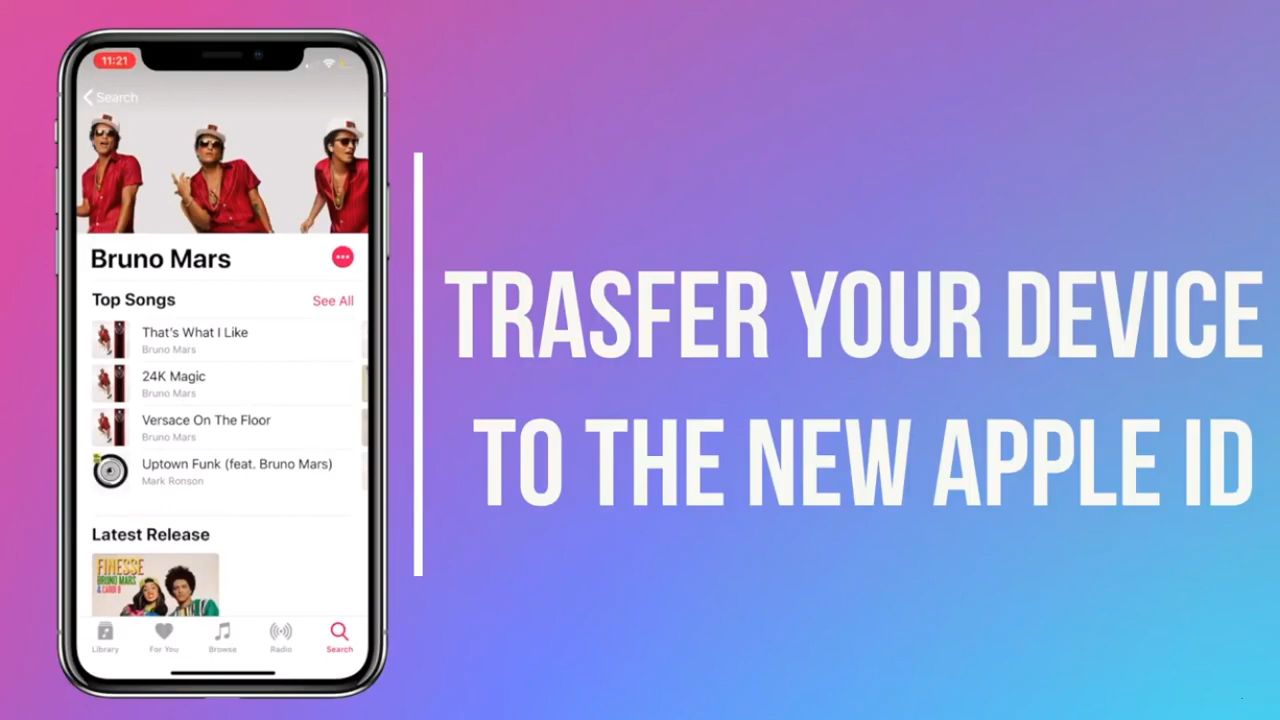 11:21
Search
Bruno Mars
Top Songs
See All
That's What I Like
Bruno Mars
24K Magic
Bruno Mars
Versace On The Floor
Bruno Mars
Uptown Funk (feat. Bruno Mars)
Mark Ronson
Latest Release
FINESSE
BRUNO MARS
& CARDI B
Library
For You
Browse
Radio
Search
TRASFER YOUR DEVICE
TO THE NEW APPLE ID